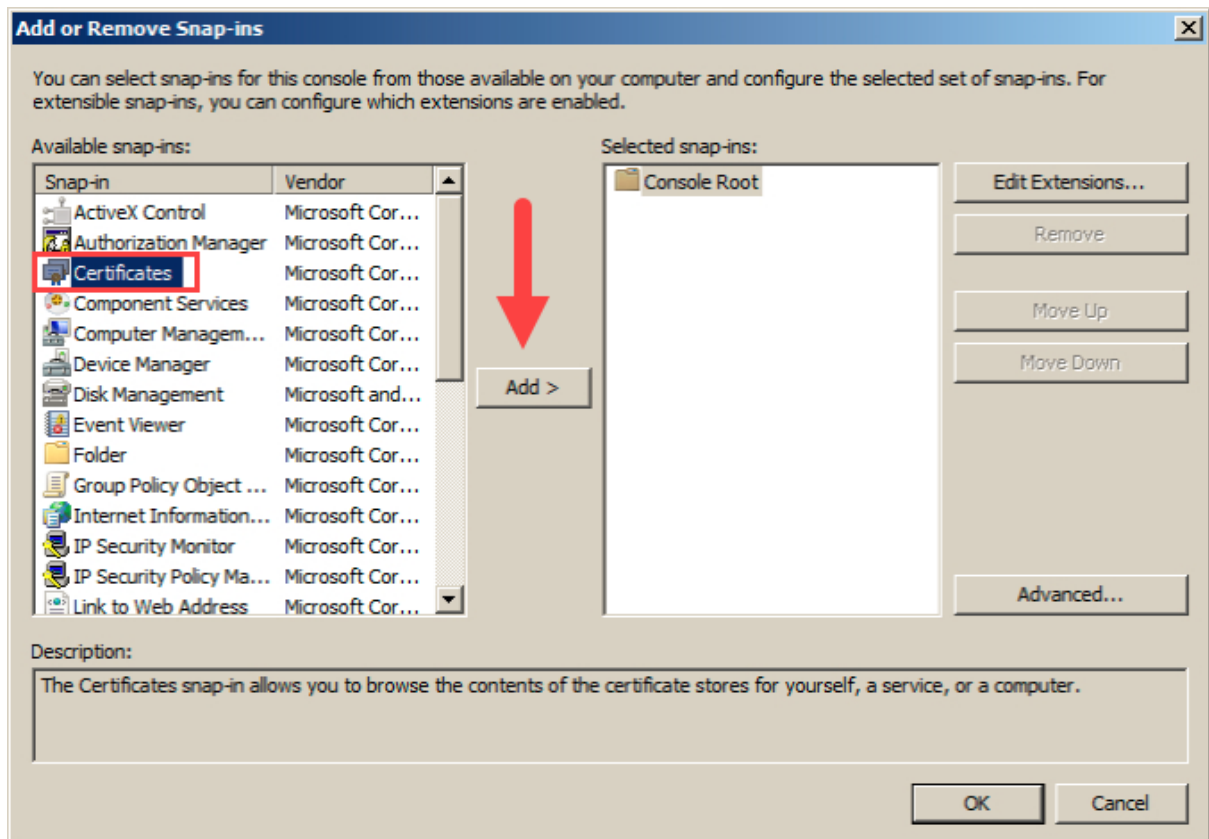 Add or Remove Snap-ins
You can select snap-ins for this console from those available on your computer and configure the selected set of snap-ins. For
extensible snap-ins, you can configure which extensions are enabled.
Available snap-ins:
Selected snap-ins:
Snap-in Vendor
ActiveX Control Microsoft Cor...
Authorization Manager Microsoft Cor...
Certificates Microsoft Cor...
Component Services Microsoft Cor...
Computer Managem... Microsoft Cor...
Device Manager Microsoft Cor...
Disk Management Microsoft and...
Event Viewer Microsoft Cor...
Folder Microsoft Cor...
Group Policy Object ... Microsoft Cor...
Internet Information... Microsoft Cor...
IP Security Monitor Microsoft Cor...
IP Security Policy Ma... Microsoft Cor...
Link to Web Address Microsoft Cor...
Add >
Console Root
Edit Extensions...
Remove
Move Up
Move Down
Advanced...
Description:
The Certificates snap-in allows you to browse the contents of the certificate stores for yourself, a service, or a computer.
OK
Cancel